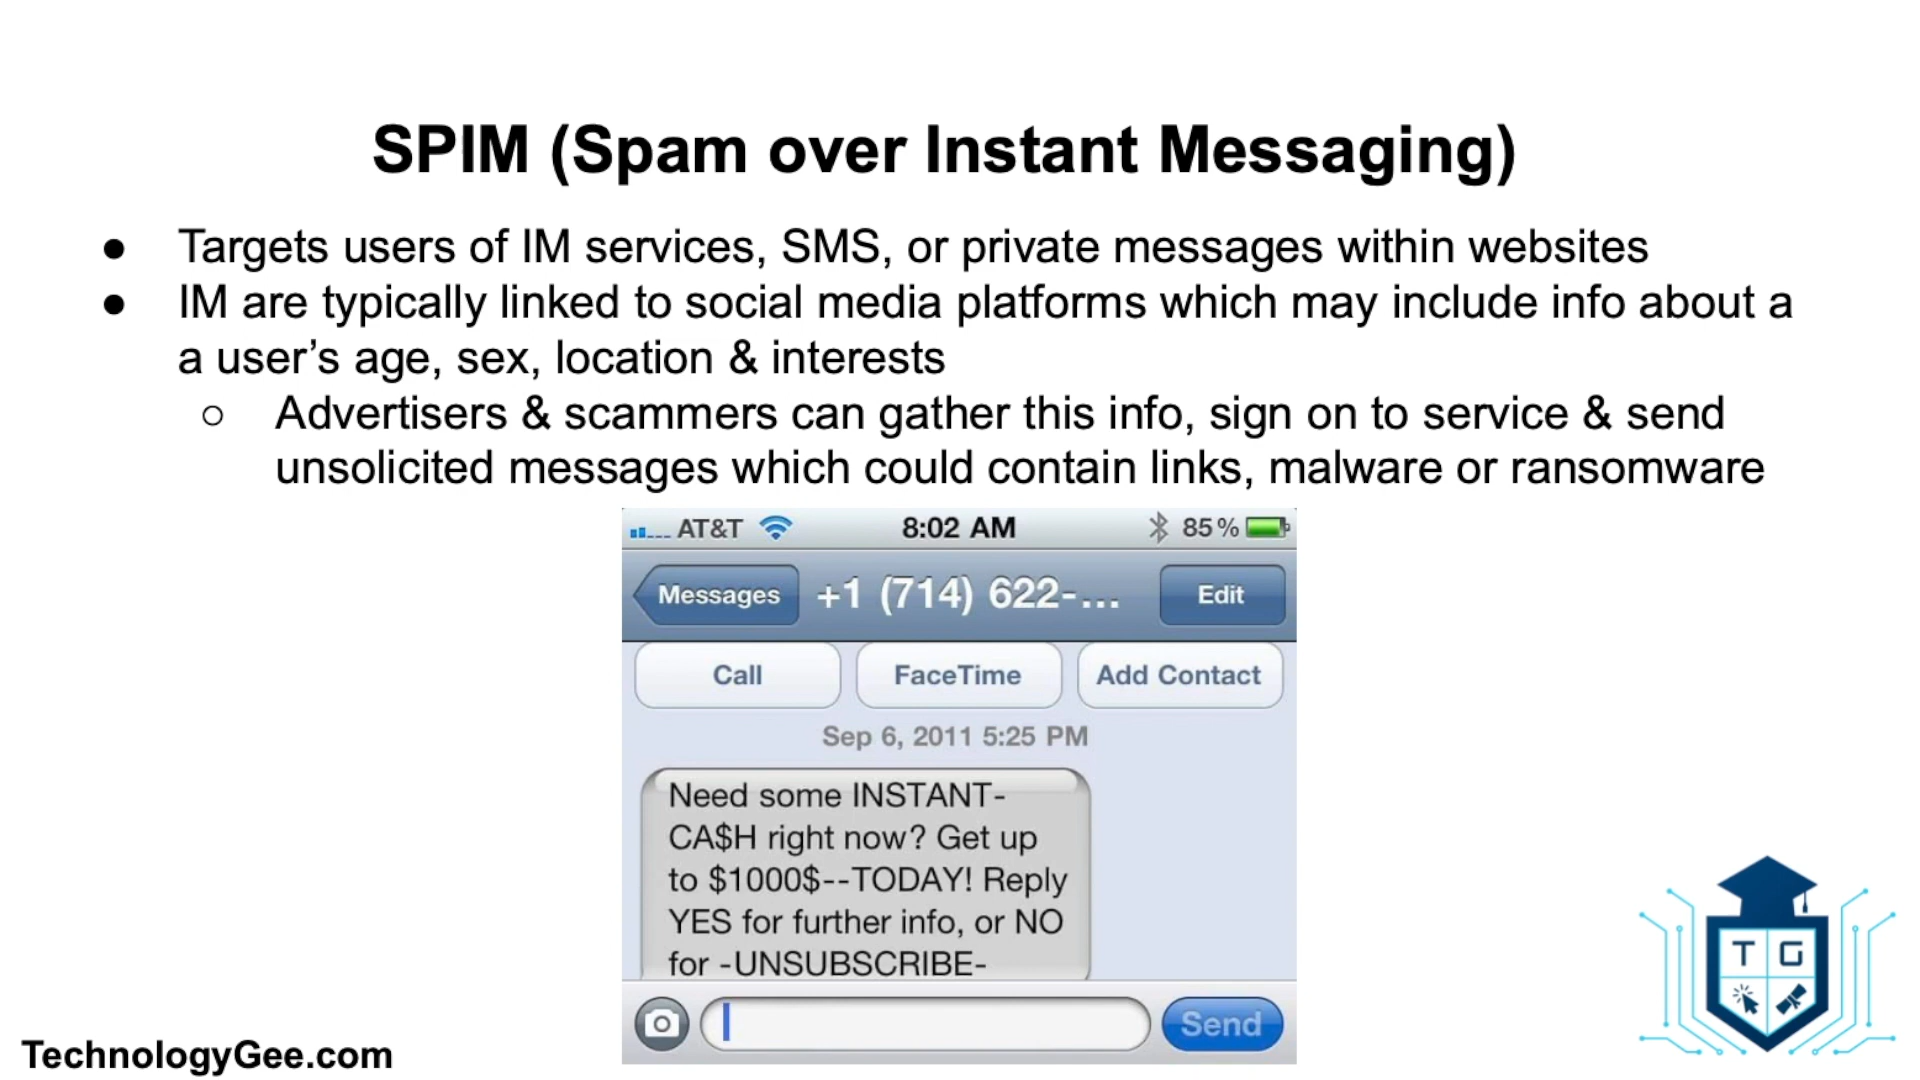 SPIM (Spam over Instant Messaging)
● Targets users of IM services, SMS, or private messages within websites
● IM are typically linked to social media platforms which may include info about a
a user’s age, sex, location & interests
○ Advertisers & scammers can gather this info, sign on to service & send
unsolicited messages which could contain links, malware or ransomware
AT&T 8:02 AM 85%
Messages +1 (714) 622-... Edit
Call FaceTime Add Contact
Sep 6, 2011 5:25 PM
Need some INSTANT-
CA$H right now? Get up
to $1000$--TODAY! Reply
YES for further info, or NO
for -UNSUBSCRIBE-
Send
T G
TechnologyGee.com